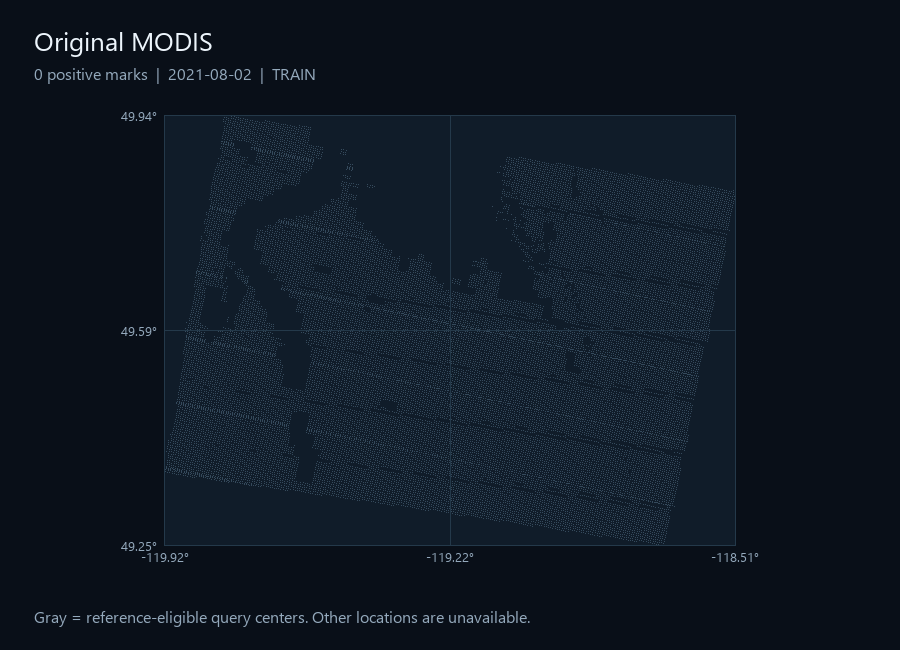 Original MODIS
0 positive marks | 2021-08-02 | TRAIN
49.94°
49.59°
49.25°
-119.92°
-119.22°
-118.51°
Gray = reference-eligible query centers. Other locations are unavailable.